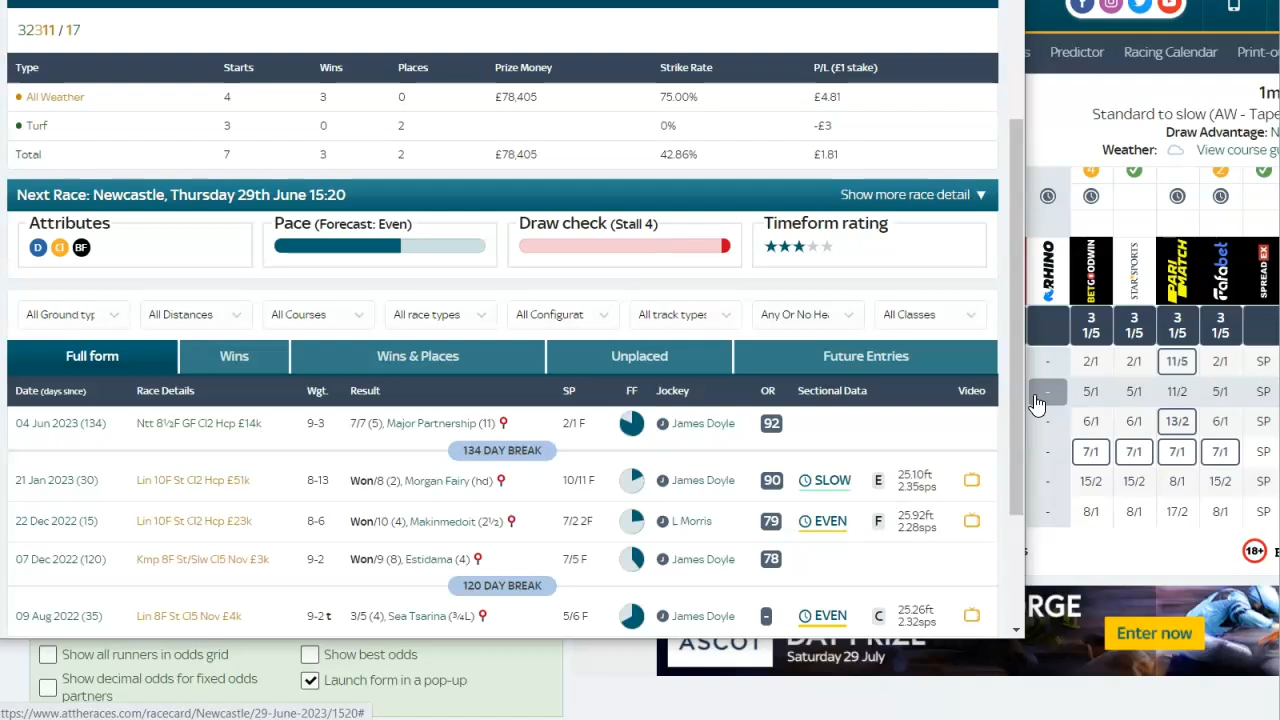 32311 / 17
Type Starts Wins Places Prize Money Strike Rate P/L (£1 stake)
All Weather 4 3 0 £78,405 75.00% £4.81
Turf 3 0 2 0% -£3
Total 7 3 2 £78,405 42.86% £1.81
Next Race: Newcastle, Thursday 29th June 15:20 Show more race detail ▼
Attributes Pace (Forecast: Even) Draw check (Stall 4) Timeform rating
D CI BF ★★★☆☆
All Ground typ All Distances All Courses All race types All Configurat All track types Any Or No He All Classes
Full form Wins Wins & Places Unplaced Future Entries
Date (days since) Race Details Wgt. Result SP FF Jockey OR Sectional Data Video
04 Jun 2023 (134) Ntt 8½F GF Cl2 Hcp £14k 9-3 7/7 (5), Major Partnership (11) 2/1 F James Doyle 92
134 DAY BREAK
21 Jan 2023 (30) Lin 10F St Cl2 Hcp £51k 8-13 Won/8 (2), Morgan Fairy (hd) 10/11 F James Doyle 90 SLOW E 25.10ft 2.35sps
22 Dec 2022 (15) Lin 10F St Cl2 Hcp £23k 8-6 Won/10 (4), Makinmedoit (2½) 7/2 2F L Morris 79 EVEN F 25.92ft 2.28sps
07 Dec 2022 (120) Kmp 8F St/Slw Cl5 Nov £3k 9-2 Won/9 (8), Estidama (4) 7/5 F James Doyle 78
120 DAY BREAK
09 Aug 2022 (35) Lin 8F St Cl5 Nov £4k 9-2 t 3/5 (4), Sea Tsarina (¾L) 5/6 F James Doyle - EVEN C 25.26ft 2.32sps
Show all runners in odds grid Show best odds
Show decimal odds for fixed odds partners Launch form in a pop-up
ttps://www.attheraces.com/racecard/Newcastle/29-June-2023/1520#
s Predictor Racing Calendar Print-o
1m
Standard to slow (AW - Tape
Draw Advantage: N
Weather: View course gu
4 2
RHINO BETGOODWIN STAR SPORTS PARIMATCH Fafabet SPREADEX
3 3 3 3
1/5 1/5 1/5 1/5
- 2/1 2/1 11/5 2/1 SP
- 5/1 5/1 11/2 5/1 SP
- 6/1 6/1 13/2 6/1 SP
- 7/1 7/1 7/1 7/1 SP
- 15/2 15/2 8/1 15/2 SP
- 8/1 8/1 17/2 8/1 SP
s 18+
RGE
Enter now
ASCOT
Saturday 29 July